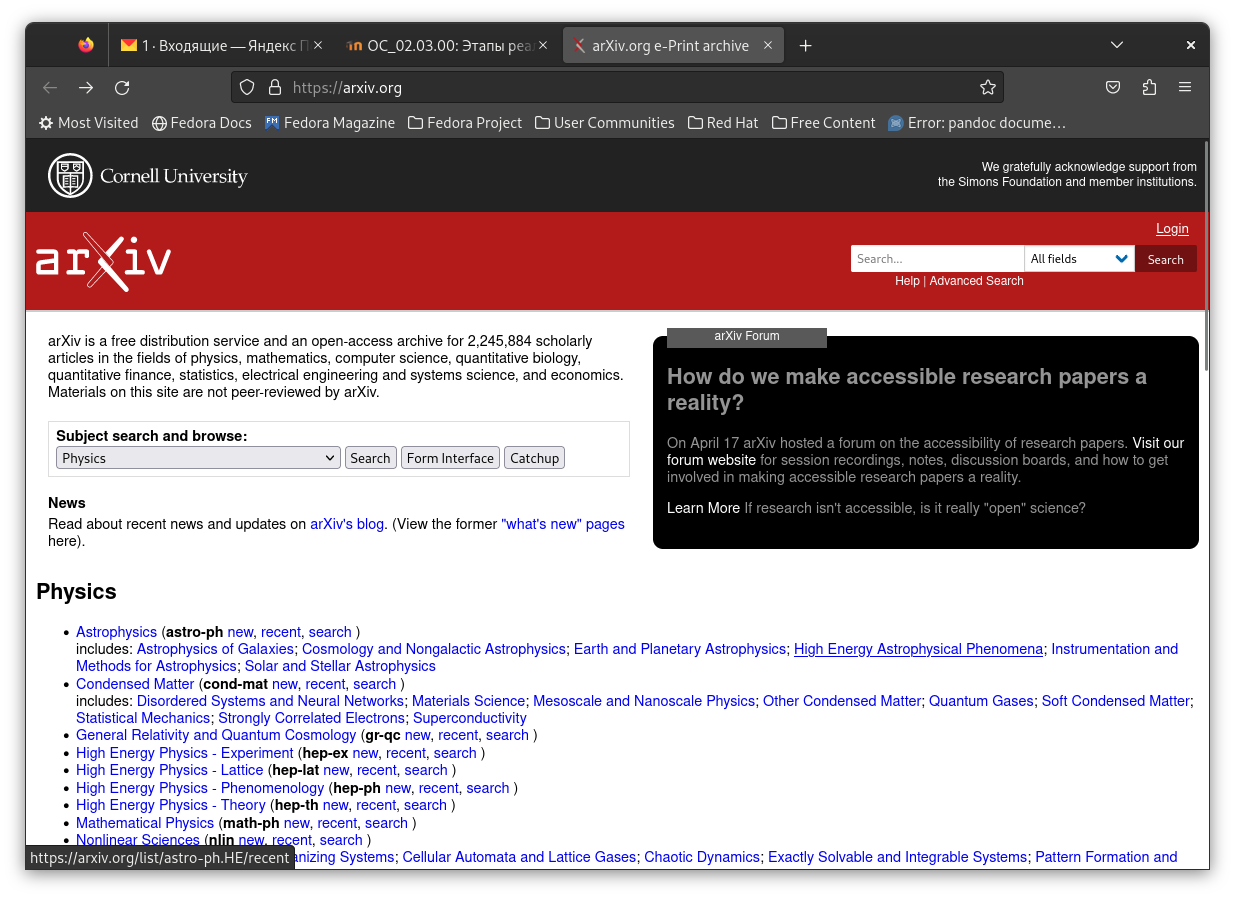 1 · Входящие — Яндекс П
ОС_02.03.00: Этапы реа
arXiv.org e-Print archive
https://arxiv.org
Most Visited
Fedora Docs
Fedora Magazine
Fedora Project
User Communities
Red Hat
Free Content
Error: pandoc docume…
Cornell University
We gratefully acknowledge support from
the Simons Foundation and member institutions.
arXiv
Login
Search...
All fields
Search
Help | Advanced Search
arXiv is a free distribution service and an open-access archive for 2,245,884 scholarly
articles in the fields of physics, mathematics, computer science, quantitative biology,
quantitative finance, statistics, electrical engineering and systems science, and economics.
Materials on this site are not peer-reviewed by arXiv.
Subject search and browse:
Physics
Search
Form Interface
Catchup
News
Read about recent news and updates on arXiv's blog. (View the former "what's new" pages
here).
arXiv Forum
How do we make accessible research papers a
reality?
On April 17 arXiv hosted a forum on the accessibility of research papers. Visit our
forum website for session recordings, notes, discussion boards, and how to get
involved in making accessible research papers a reality.
Learn More If research isn't accessible, is it really "open" science?
Physics
Astrophysics (astro-ph new, recent, search )
includes: Astrophysics of Galaxies; Cosmology and Nongalactic Astrophysics; Earth and Planetary Astrophysics; High Energy Astrophysical Phenomena; Instrumentation and
Methods for Astrophysics; Solar and Stellar Astrophysics
Condensed Matter (cond-mat new, recent, search )
includes: Disordered Systems and Neural Networks; Materials Science; Mesoscale and Nanoscale Physics; Other Condensed Matter; Quantum Gases; Soft Condensed Matter;
Statistical Mechanics; Strongly Correlated Electrons; Superconductivity
General Relativity and Quantum Cosmology (gr-qc new, recent, search )
High Energy Physics - Experiment (hep-ex new, recent, search )
High Energy Physics - Lattice (hep-lat new, recent, search )
High Energy Physics - Phenomenology (hep-ph new, recent, search )
High Energy Physics - Theory (hep-th new, recent, search )
Mathematical Physics (math-ph new, recent, search )
Nonlinear Sciences (nlin new, recent, search )
anizing Systems; Cellular Automata and Lattice Gases; Chaotic Dynamics; Exactly Solvable and Integrable Systems; Pattern Formation and
https://arxiv.org/list/astro-ph.HE/recent